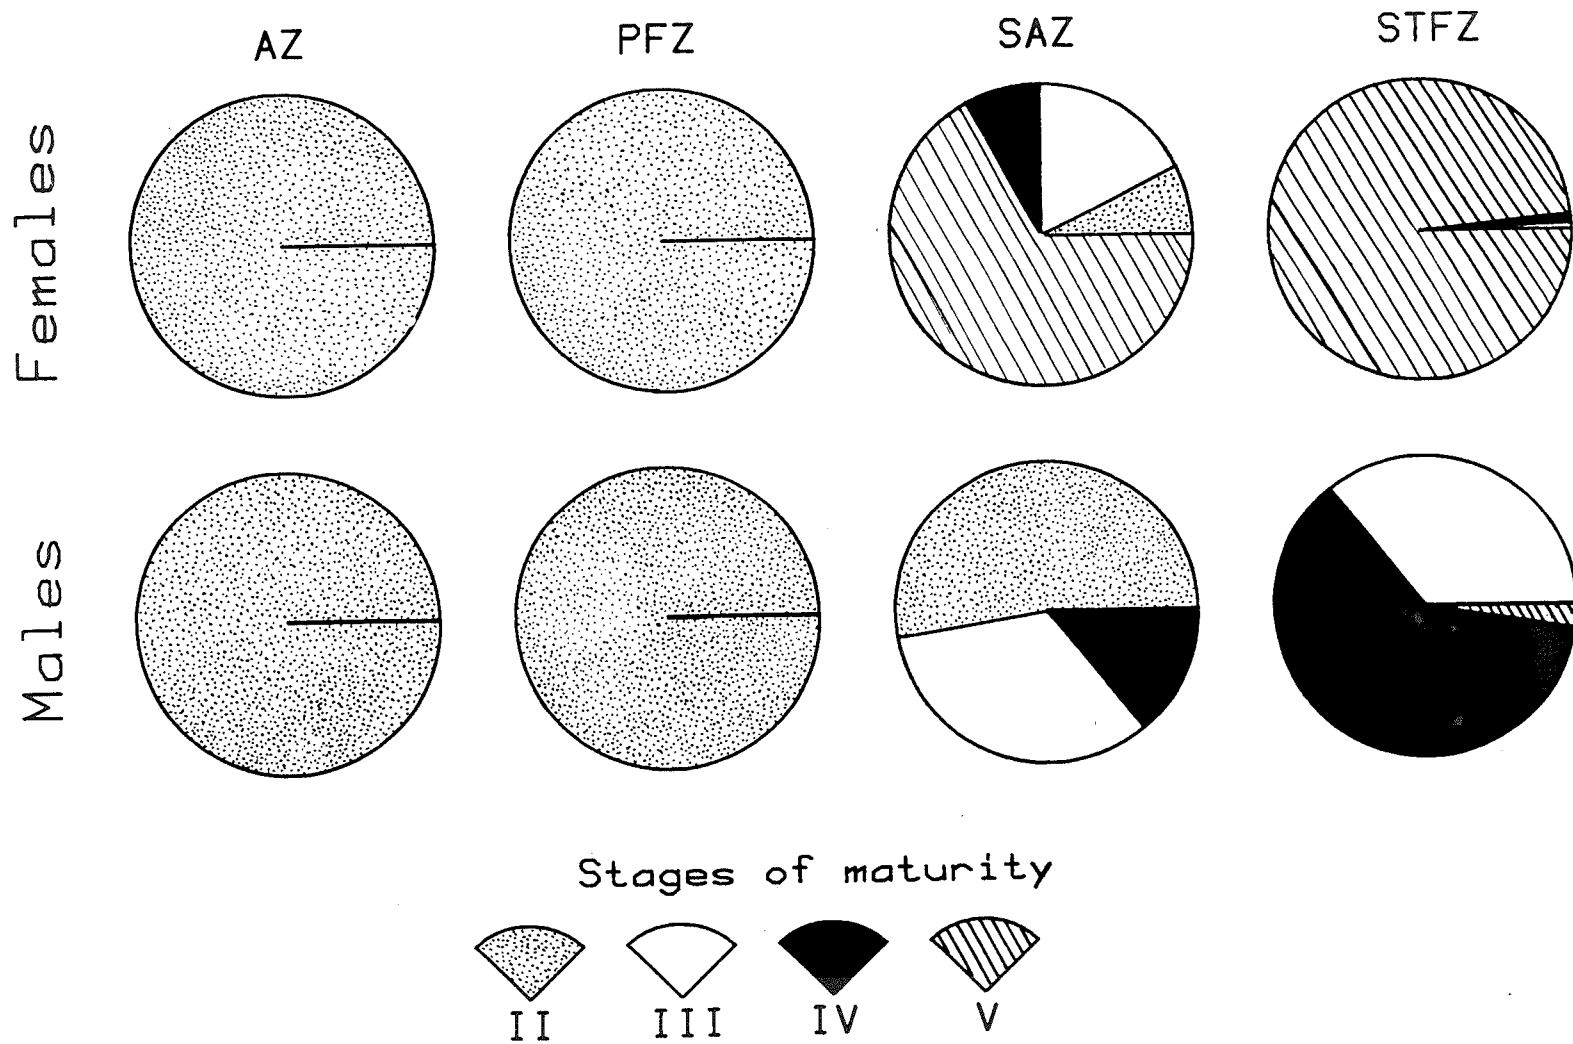 AZ PFZ SAZ STFZ
Females
Males
Stages of maturity
II III IV V